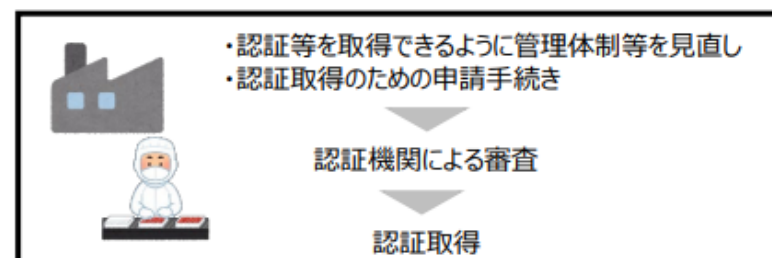 ・認証等を取得できるように管理体制等を見直し
・認証取得のための申請手続き
認証機関による審査
認証取得